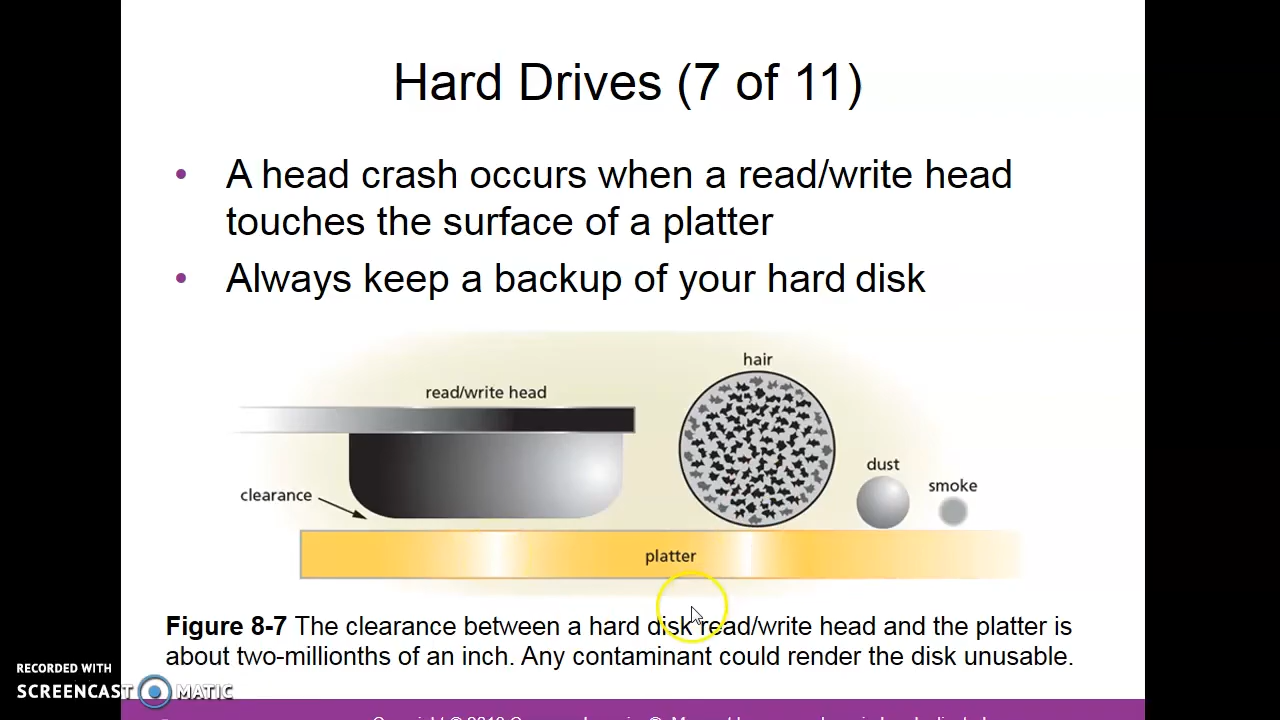 Hard Drives (7 of 11)
• A head crash occurs when a read/write head
touches the surface of a platter
• Always keep a backup of your hard disk
hair
read/write head
dust
smoke
clearance
platter
Figure 8-7 The clearance between a hard disk read/write head and the platter is
about two-millionths of an inch. Any contaminant could render the disk unusable.
RECORDED WITH
SCREENCAST MATIC